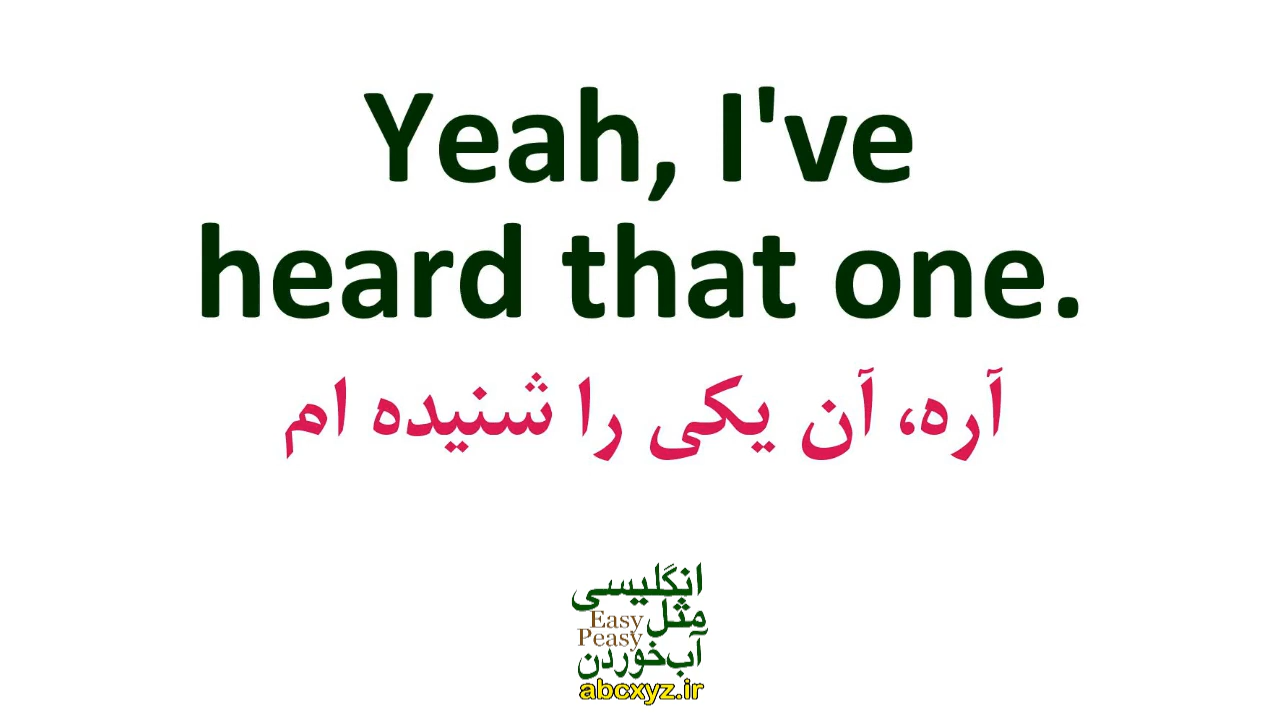 Yeah, I've
heard that one.
آره، آن یکی را شنیده ام
انگلیسی
مثل
Easy
Peasy
آب‌خوردن
abcxyz.ir